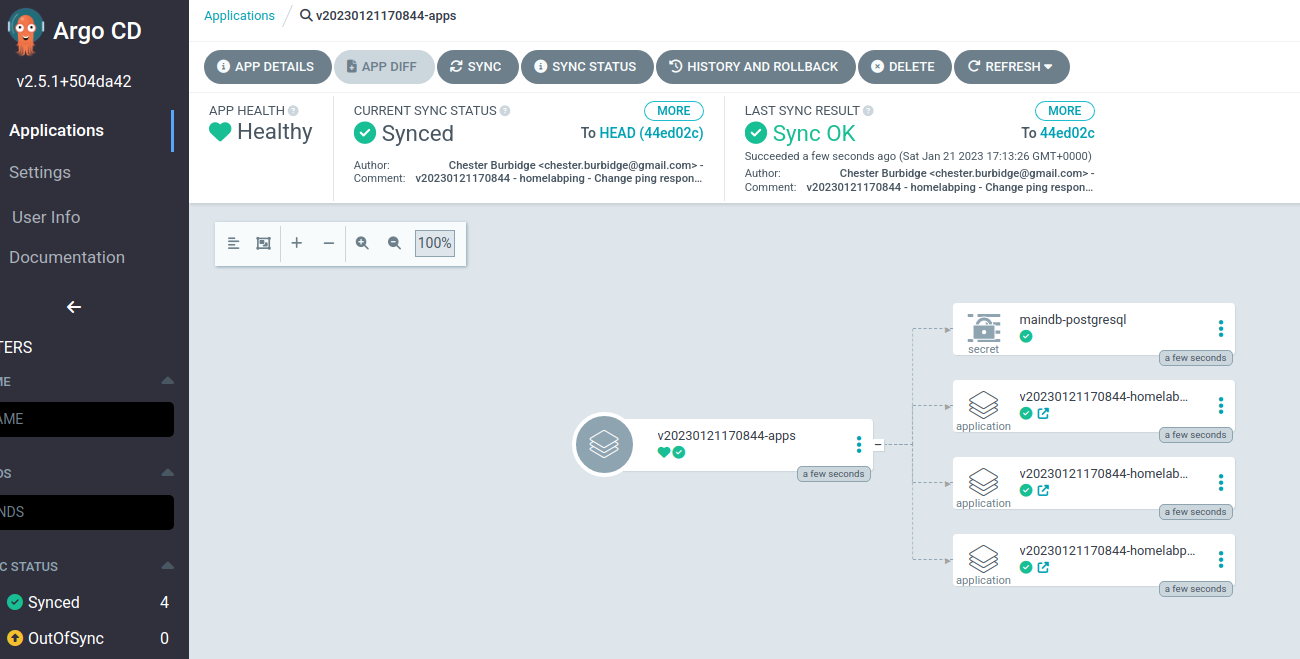 Argo CD
v2.5.1+504da42
Applications
Settings
User Info
Documentation
TERS
ME
AME
DS
NDS
C STATUS
Synced 4
OutOfSync 0
Applications / v20230121170844-apps
APP DETAILS APP DIFF SYNC SYNC STATUS HISTORY AND ROLLBACK DELETE REFRESH
APP HEALTH
Healthy
CURRENT SYNC STATUS MORE
Synced To HEAD (44ed02c)
Author: Chester Burbidge <chester.burbidge@gmail.com> -
Comment: v20230121170844 - homelabping - Change ping respon...
LAST SYNC RESULT MORE
Sync OK To 44ed02c
Succeeded a few seconds ago (Sat Jan 21 2023 17:13:26 GMT+0000)
Author: Chester Burbidge <chester.burbidge@gmail.com> -
Comment: v20230121170844 - homelabping - Change ping respon...
100%
v20230121170844-apps
a few seconds
maindb-postgresql
secret
a few seconds
v20230121170844-homelab...
application
a few seconds
v20230121170844-homelab...
application
a few seconds
v20230121170844-homelabp...
application
a few seconds